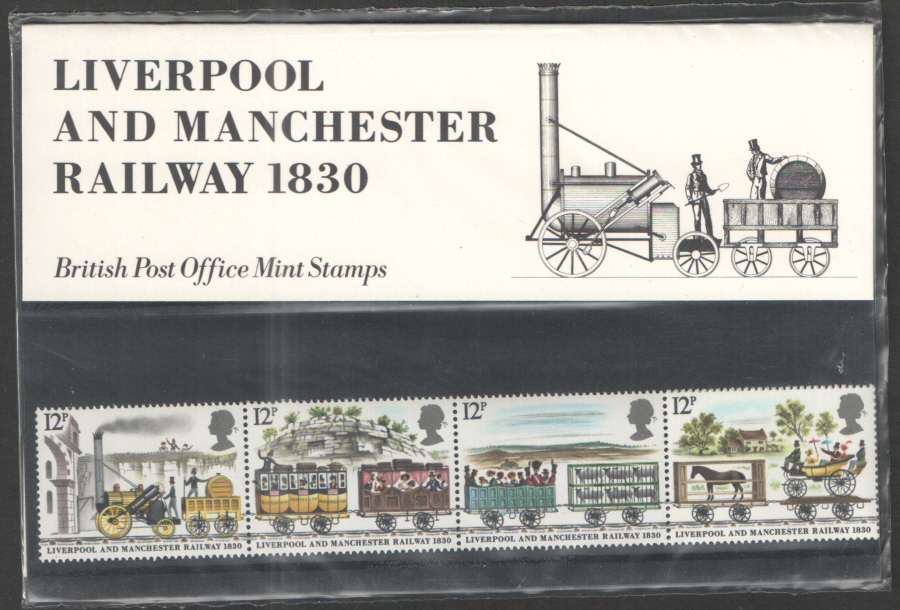 LIVERPOOL
AND MANCHESTER
RAILWAY 1830
British Post Office Mint Stamps
12P
12P
12P
12P
LIVERPOOL AND MANCHESTER RAILWAY 1830
LIVERPOOL AND MANCHESTER RAILWAY 1830
LIVERPOOL AND MANCHESTER RAILWAY 1830
LIVERPOOL AND MANCHESTER RAILWAY 1830